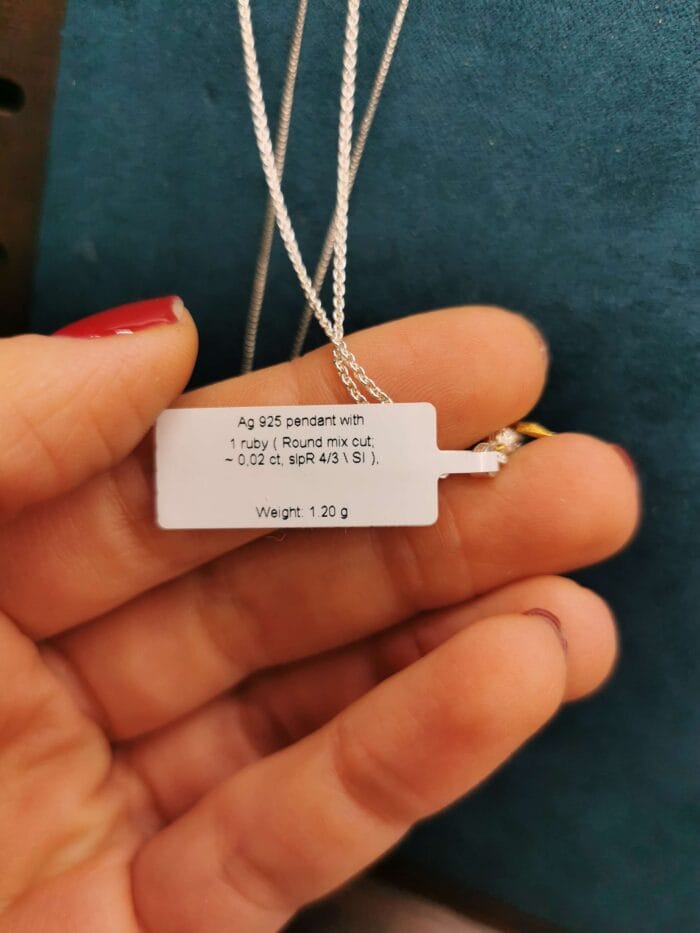 Ag 925 pendant with
1 ruby ( Round mix cut;
~ 0,02 ct, slpR 4/3 \ SI ),
Weight: 1.20 g